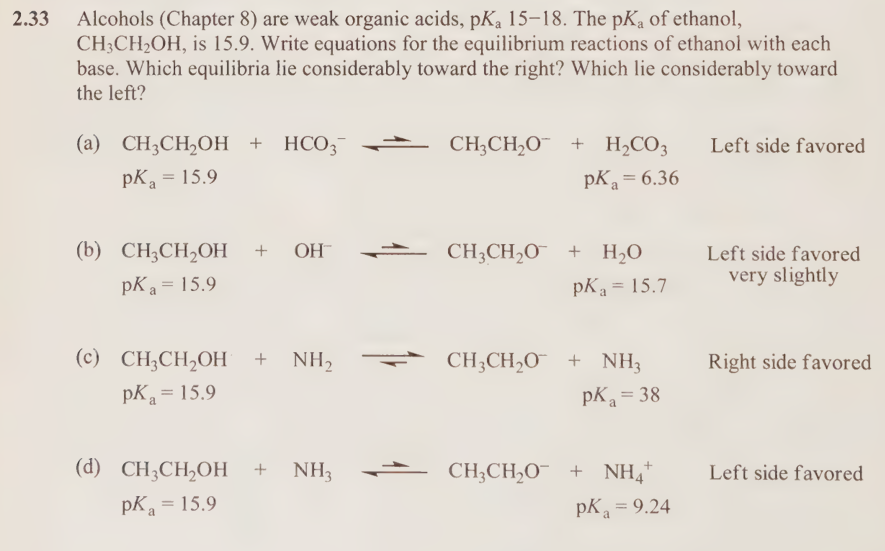 2.33 Alcohols (Chapter 8) are weak organic acids, pKₐ 15–18. The pKₐ of ethanol,
CH₃CH₂OH, is 15.9. Write equations for the equilibrium reactions of ethanol with each
base. Which equilibria lie considerably toward the right? Which lie considerably toward
the left?
(a) CH₃CH₂OH + HCO₃⁻ ⇌ CH₃CH₂O⁻ + H₂CO₃ Left side favored
pKₐ = 15.9 pKₐ = 6.36
(b) CH₃CH₂OH + OH⁻ ⇌ CH₃CH₂O⁻ + H₂O Left side favored
very slightly
pKₐ = 15.9 pKₐ = 15.7
(c) CH₃CH₂OH + NH₂ ⇌ CH₃CH₂O⁻ + NH₃ Right side favored
pKₐ = 15.9 pKₐ = 38
(d) CH₃CH₂OH + NH₃ ⇌ CH₃CH₂O⁻ + NH₄⁺ Left side favored
pKₐ = 15.9 pKₐ = 9.24